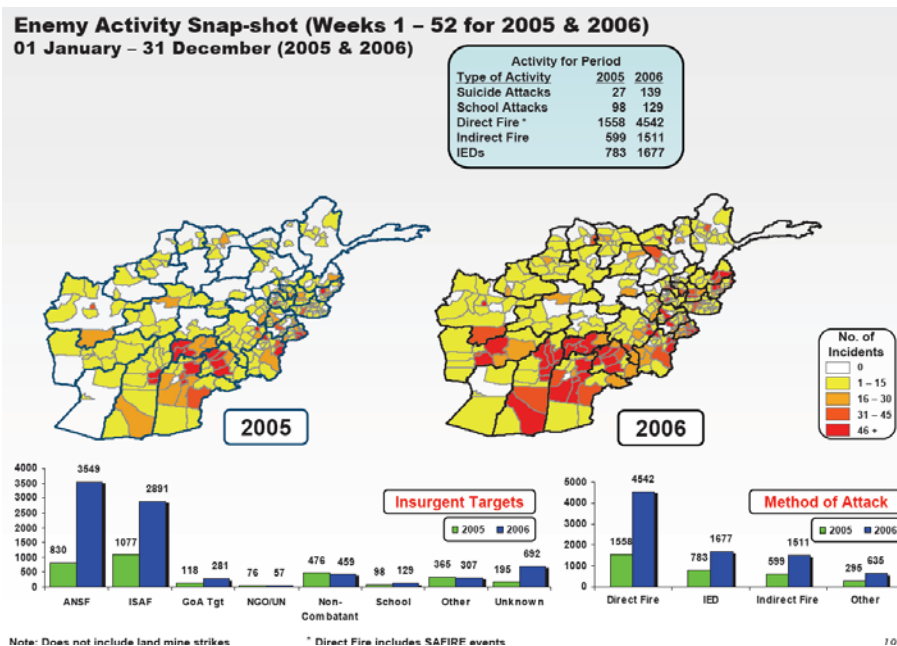 Enemy Activity Snap-shot (Weeks 1 – 52 for 2005 & 2006)
01 January – 31 December (2005 & 2006)
Activity for Period
Type of Activity 2005 2006
Suicide Attacks 27 139
School Attacks 98 129
Direct Fire * 1558 4542
Indirect Fire 599 1511
IEDs 783 1677
2005
2006
No. of
Incidents
0
1 – 15
16 – 30
31 – 45
46 +
Insurgent Targets
2005 2006
4000
3500
3000
2500
2000
1500
1000
500
0
830 3549
1077 2891
118 281
76 57
476 459
98 129
365 307
195 692
ANSF ISAF GoA Tgt NGO/UN Non- School Other Unknown
Combatant
Method of Attack
2005 2006
5000
4000
3000
2000
1000
0
1558 4542
783 1677
599 1511
295 635
Direct Fire IED Indirect Fire Other
Note: Does not include land mine strikes
* Direct Fire includes SAFIRE events
19